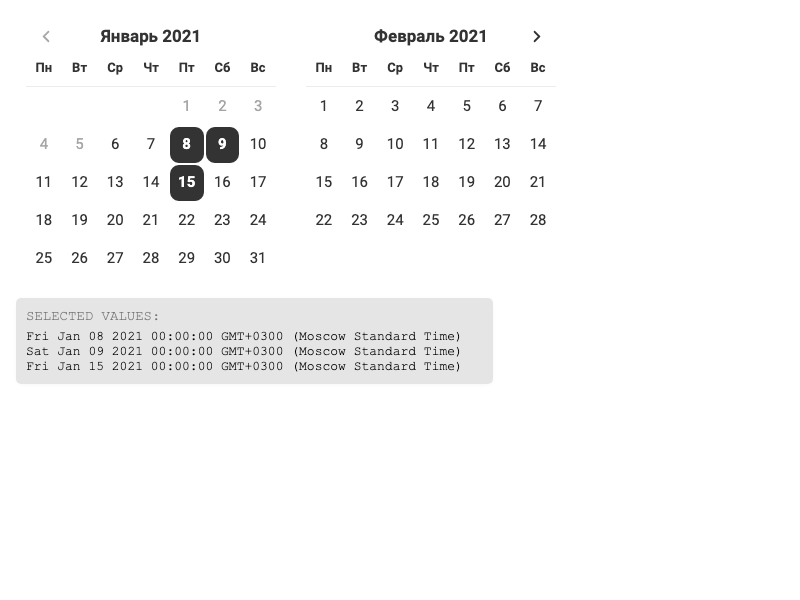 Январь 2021
Пн Вт Ср Чт Пт Сб Вс
1 2 3
4 5 6 7 8 9 10
11 12 13 14 15 16 17
18 19 20 21 22 23 24
25 26 27 28 29 30 31
Февраль 2021
Пн Вт Ср Чт Пт Сб Вс
1 2 3 4 5 6 7
8 9 10 11 12 13 14
15 16 17 18 19 20 21
22 23 24 25 26 27 28
SELECTED VALUES:
Fri Jan 08 2021 00:00:00 GMT+0300 (Moscow Standard Time)
Sat Jan 09 2021 00:00:00 GMT+0300 (Moscow Standard Time)
Fri Jan 15 2021 00:00:00 GMT+0300 (Moscow Standard Time)